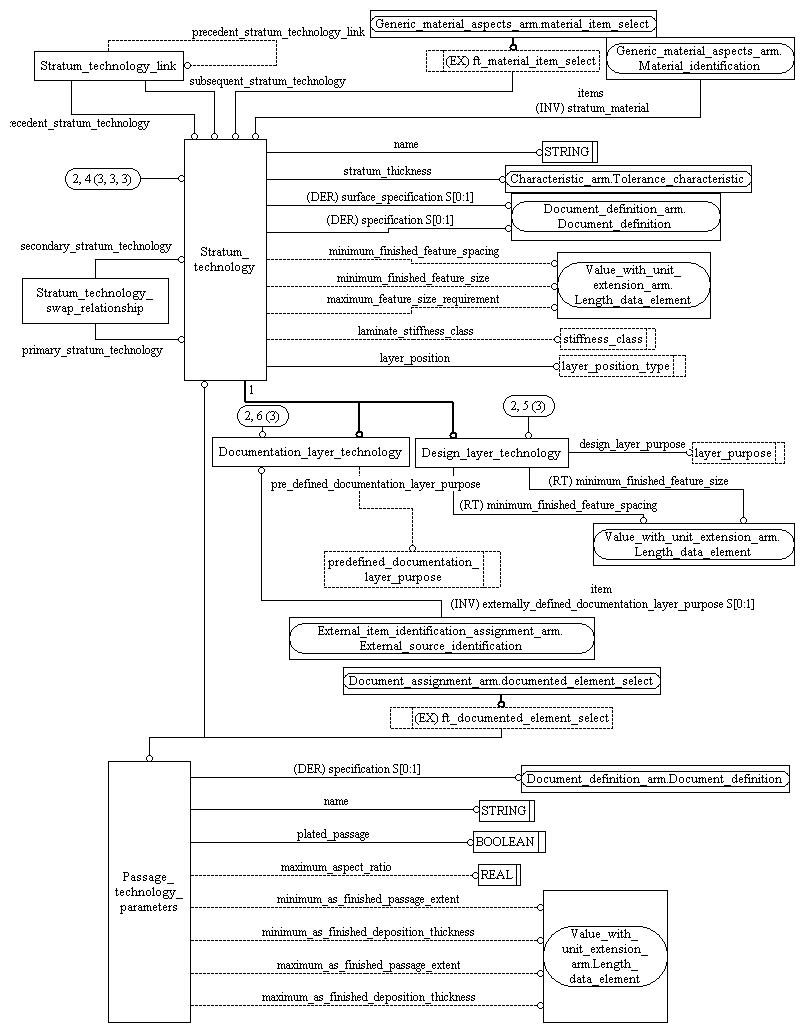 precedent_stratum_technology_link
Generic_material_aspects_arm.material_item_select
Stratum_technology_link
(EX) ft_material_item_select
Generic_material_aspects_arm.
Material_identification
subsequent_stratum_technology
items
(INV) stratum_material
recedent_stratum_technology
name
STRING
2, 4 (3, 3, 3)
stratum_thickness
Characteristic_arm.Tolerance_characteristic
(DER) surface_specification S[0:1]
Document_definition_arm.
Document_definition
(DER) specification S[0:1]
secondary_stratum_technology
Stratum_
technology
minimum_finished_feature_spacing
Value_with_unit_
extension_arm.
Length_data_element
minimum_finished_feature_size
Stratum_technology_
swap_relationship
maximum_feature_size_requirement
primary_stratum_technology
laminate_stiffness_class
stiffness_class
layer_position
layer_position_type
1
2, 6 (3)
2, 5 (3)
Documentation_layer_technology
Design_layer_technology
design_layer_purpose
layer_purpose
pre_defined_documentation_layer_purpose
(RT) minimum_finished_feature_size
(RT) minimum_finished_feature_spacing
Value_with_unit_extension_arm.
Length_data_element
predefined_documentation_
layer_purpose
item
(INV) externally_defined_documentation_layer_purpose S[0:1]
External_item_identification_assignment_arm.
External_source_identification
Document_assignment_arm.documented_element_select
(EX) ft_documented_element_select
(DER) specification S[0:1]
Document_definition_arm.Document_definition
name
STRING
plated_passage
BOOLEAN
maximum_aspect_ratio
REAL
Passage_
technology_
parameters
minimum_as_finished_passage_extent
minimum_as_finished_deposition_thickness
Value_with_
unit_extension_
arm.Length_
data_element
maximum_as_finished_passage_extent
maximum_as_finished_deposition_thickness